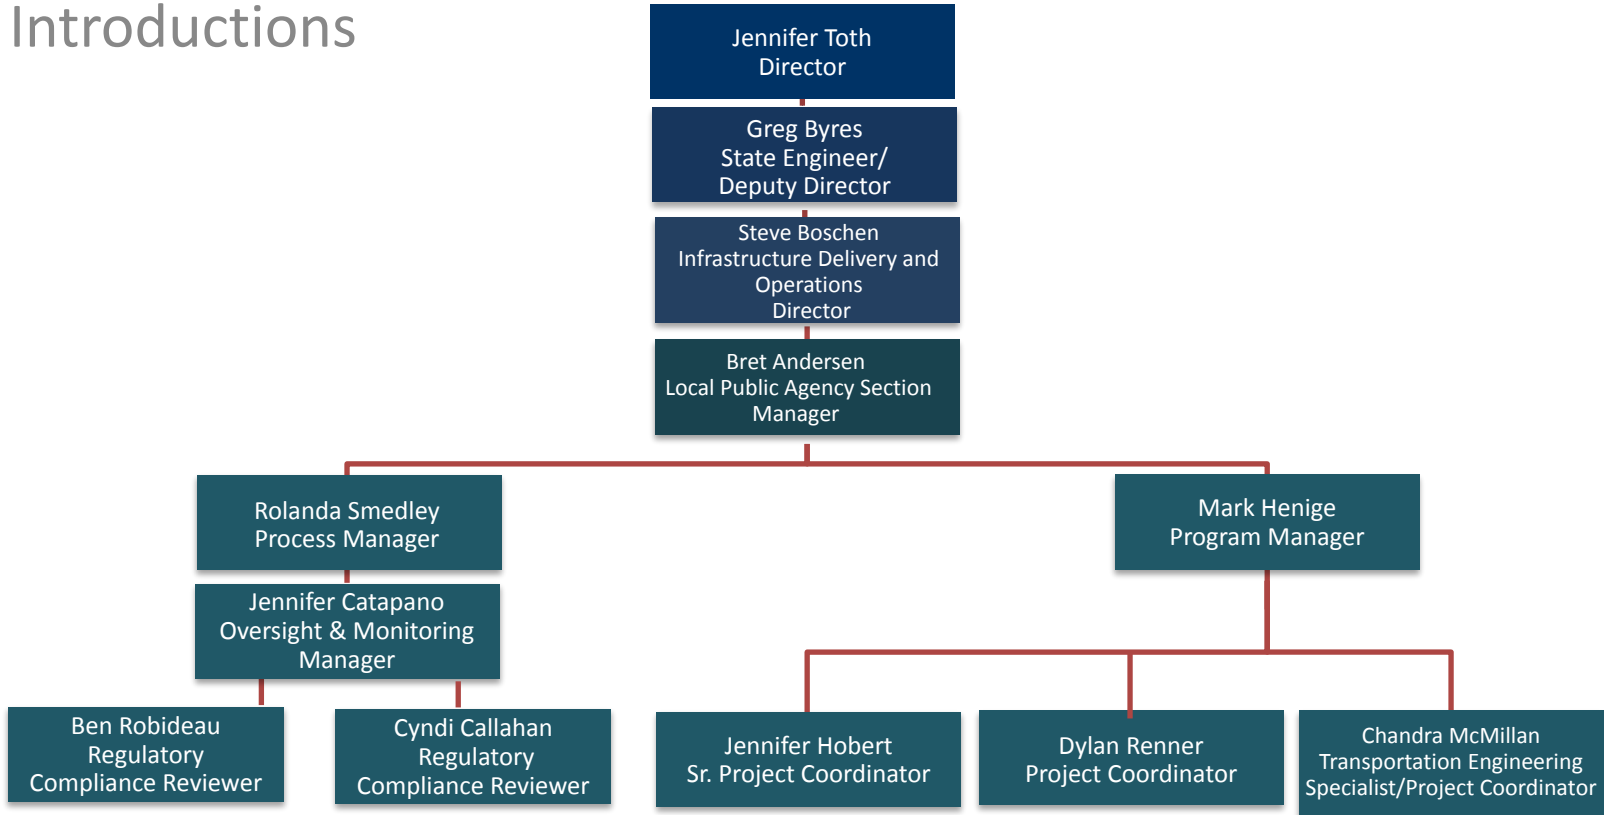 Introductions
Jennifer Toth
Director
Greg Byres
State Engineer/
Deputy Director
Steve Boschen
Infrastructure Delivery and
Operations
Director
Bret Andersen
Local Public Agency Section
Manager
Rolanda Smedley
Process Manager
Mark Henige
Program Manager
Jennifer Catapano
Oversight & Monitoring
Manager
Ben Robideau
Regulatory
Compliance Reviewer
Cyndi Callahan
Regulatory
Compliance Reviewer
Jennifer Hobert
Sr. Project Coordinator
Dylan Renner
Project Coordinator
Chandra McMillan
Transportation Engineering
Specialist/Project Coordinator